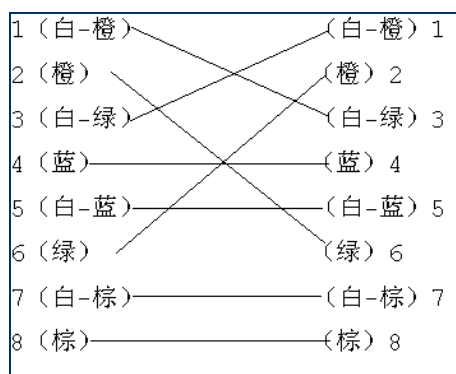 1（白-橙） （白-橙）1
2（橙） （橙）2
3（白-绿） （白-绿）3
4（蓝） （蓝）4
5（白-蓝） （白-蓝）5
6（绿） （绿）6
7（白-棕） （白-棕）7
8（棕） （棕）8